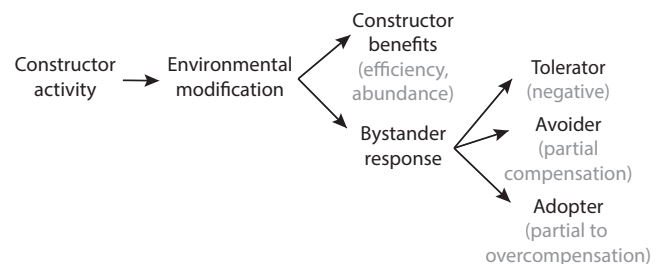 Constructor
activity
Environmental
modification
Constructor
benefits
(efficiency,
abundance)
Bystander
response
Tolerator
(negative)
Avoider
(partial
compensation)
Adopter
(partial to
overcompensation)